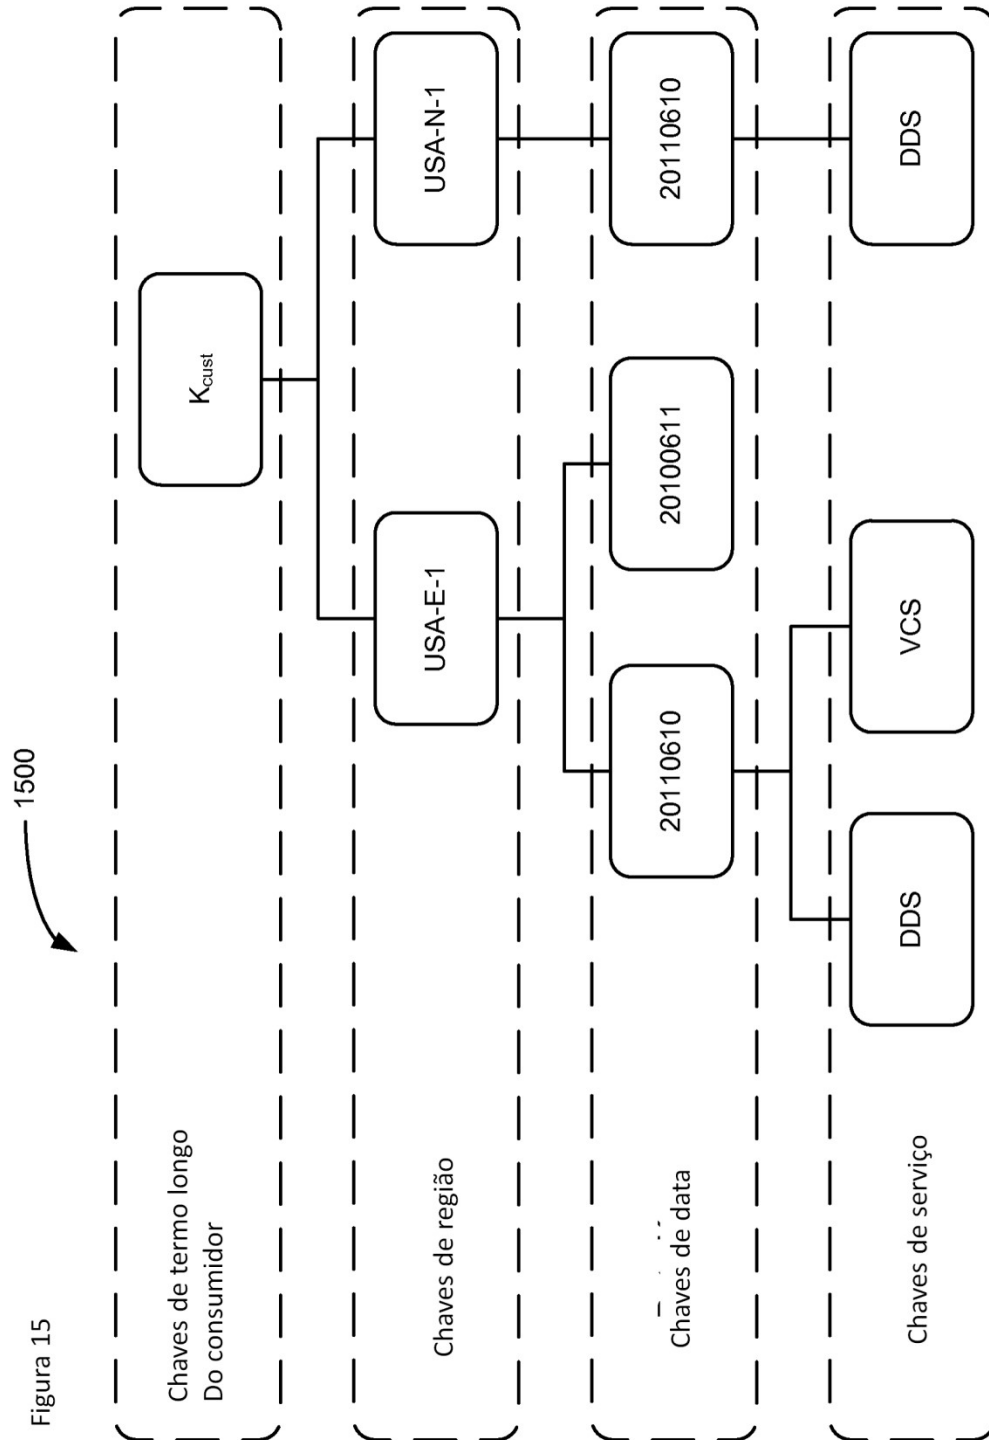 Figura 15
1500
Chaves de termo longo
Do consumidor
Kcust
Chaves de região
USA-E-1
USA-N-1
Chaves de data
20110610
20100611
20110610
Chaves de serviço
DDS
VCS
DDS